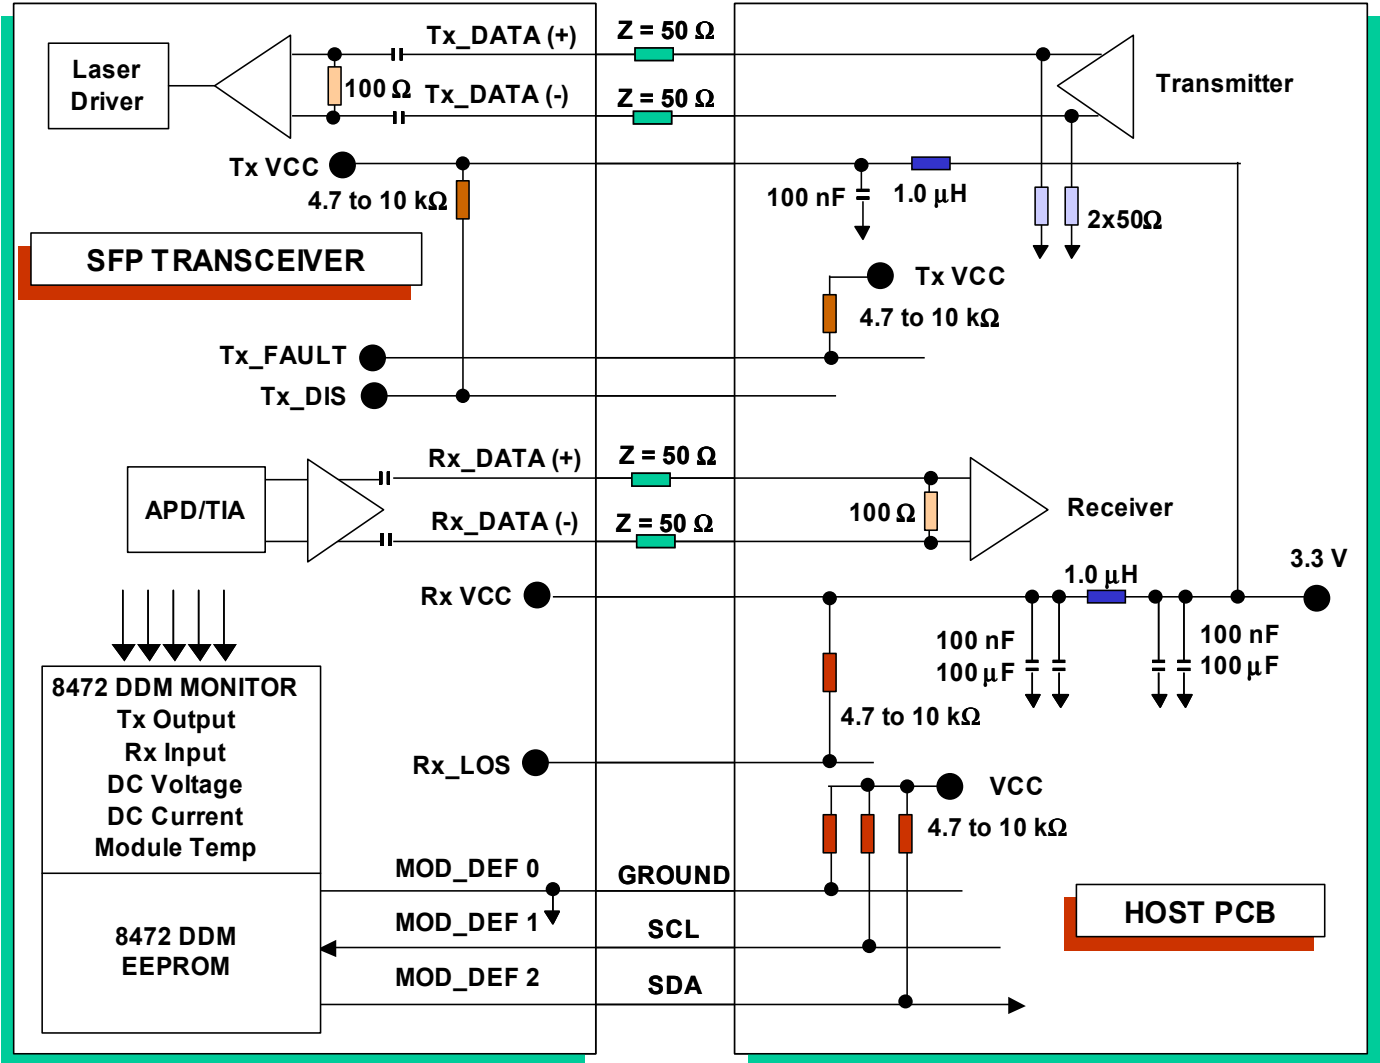 Tx_DATA (+)
Z = 50 Ω
Laser
Driver
100 Ω
Transmitter
Tx_DATA (-)
Z = 50 Ω
Tx VCC
4.7 to 10 kΩ
100 nF
1.0 µH
2x50Ω
SFP TRANSCEIVER
Tx VCC
4.7 to 10 kΩ
Tx_FAULT
Tx_DIS
Rx_DATA (+)
Z = 50 Ω
APD/TIA
100 Ω
Receiver
Rx_DATA (-)
Z = 50 Ω
3.3 V
Rx VCC
1.0 µH
100 nF
100 µF
100 nF
100 µF
8472 DDM MONITOR
Tx Output
Rx Input
DC Voltage
DC Current
Module Temp
4.7 to 10 kΩ
Rx_LOS
VCC
4.7 to 10 kΩ
MOD_DEF 0
GROUND
MOD_DEF 1
SCL
HOST PCB
8472 DDM
EEPROM
MOD_DEF 2
SDA